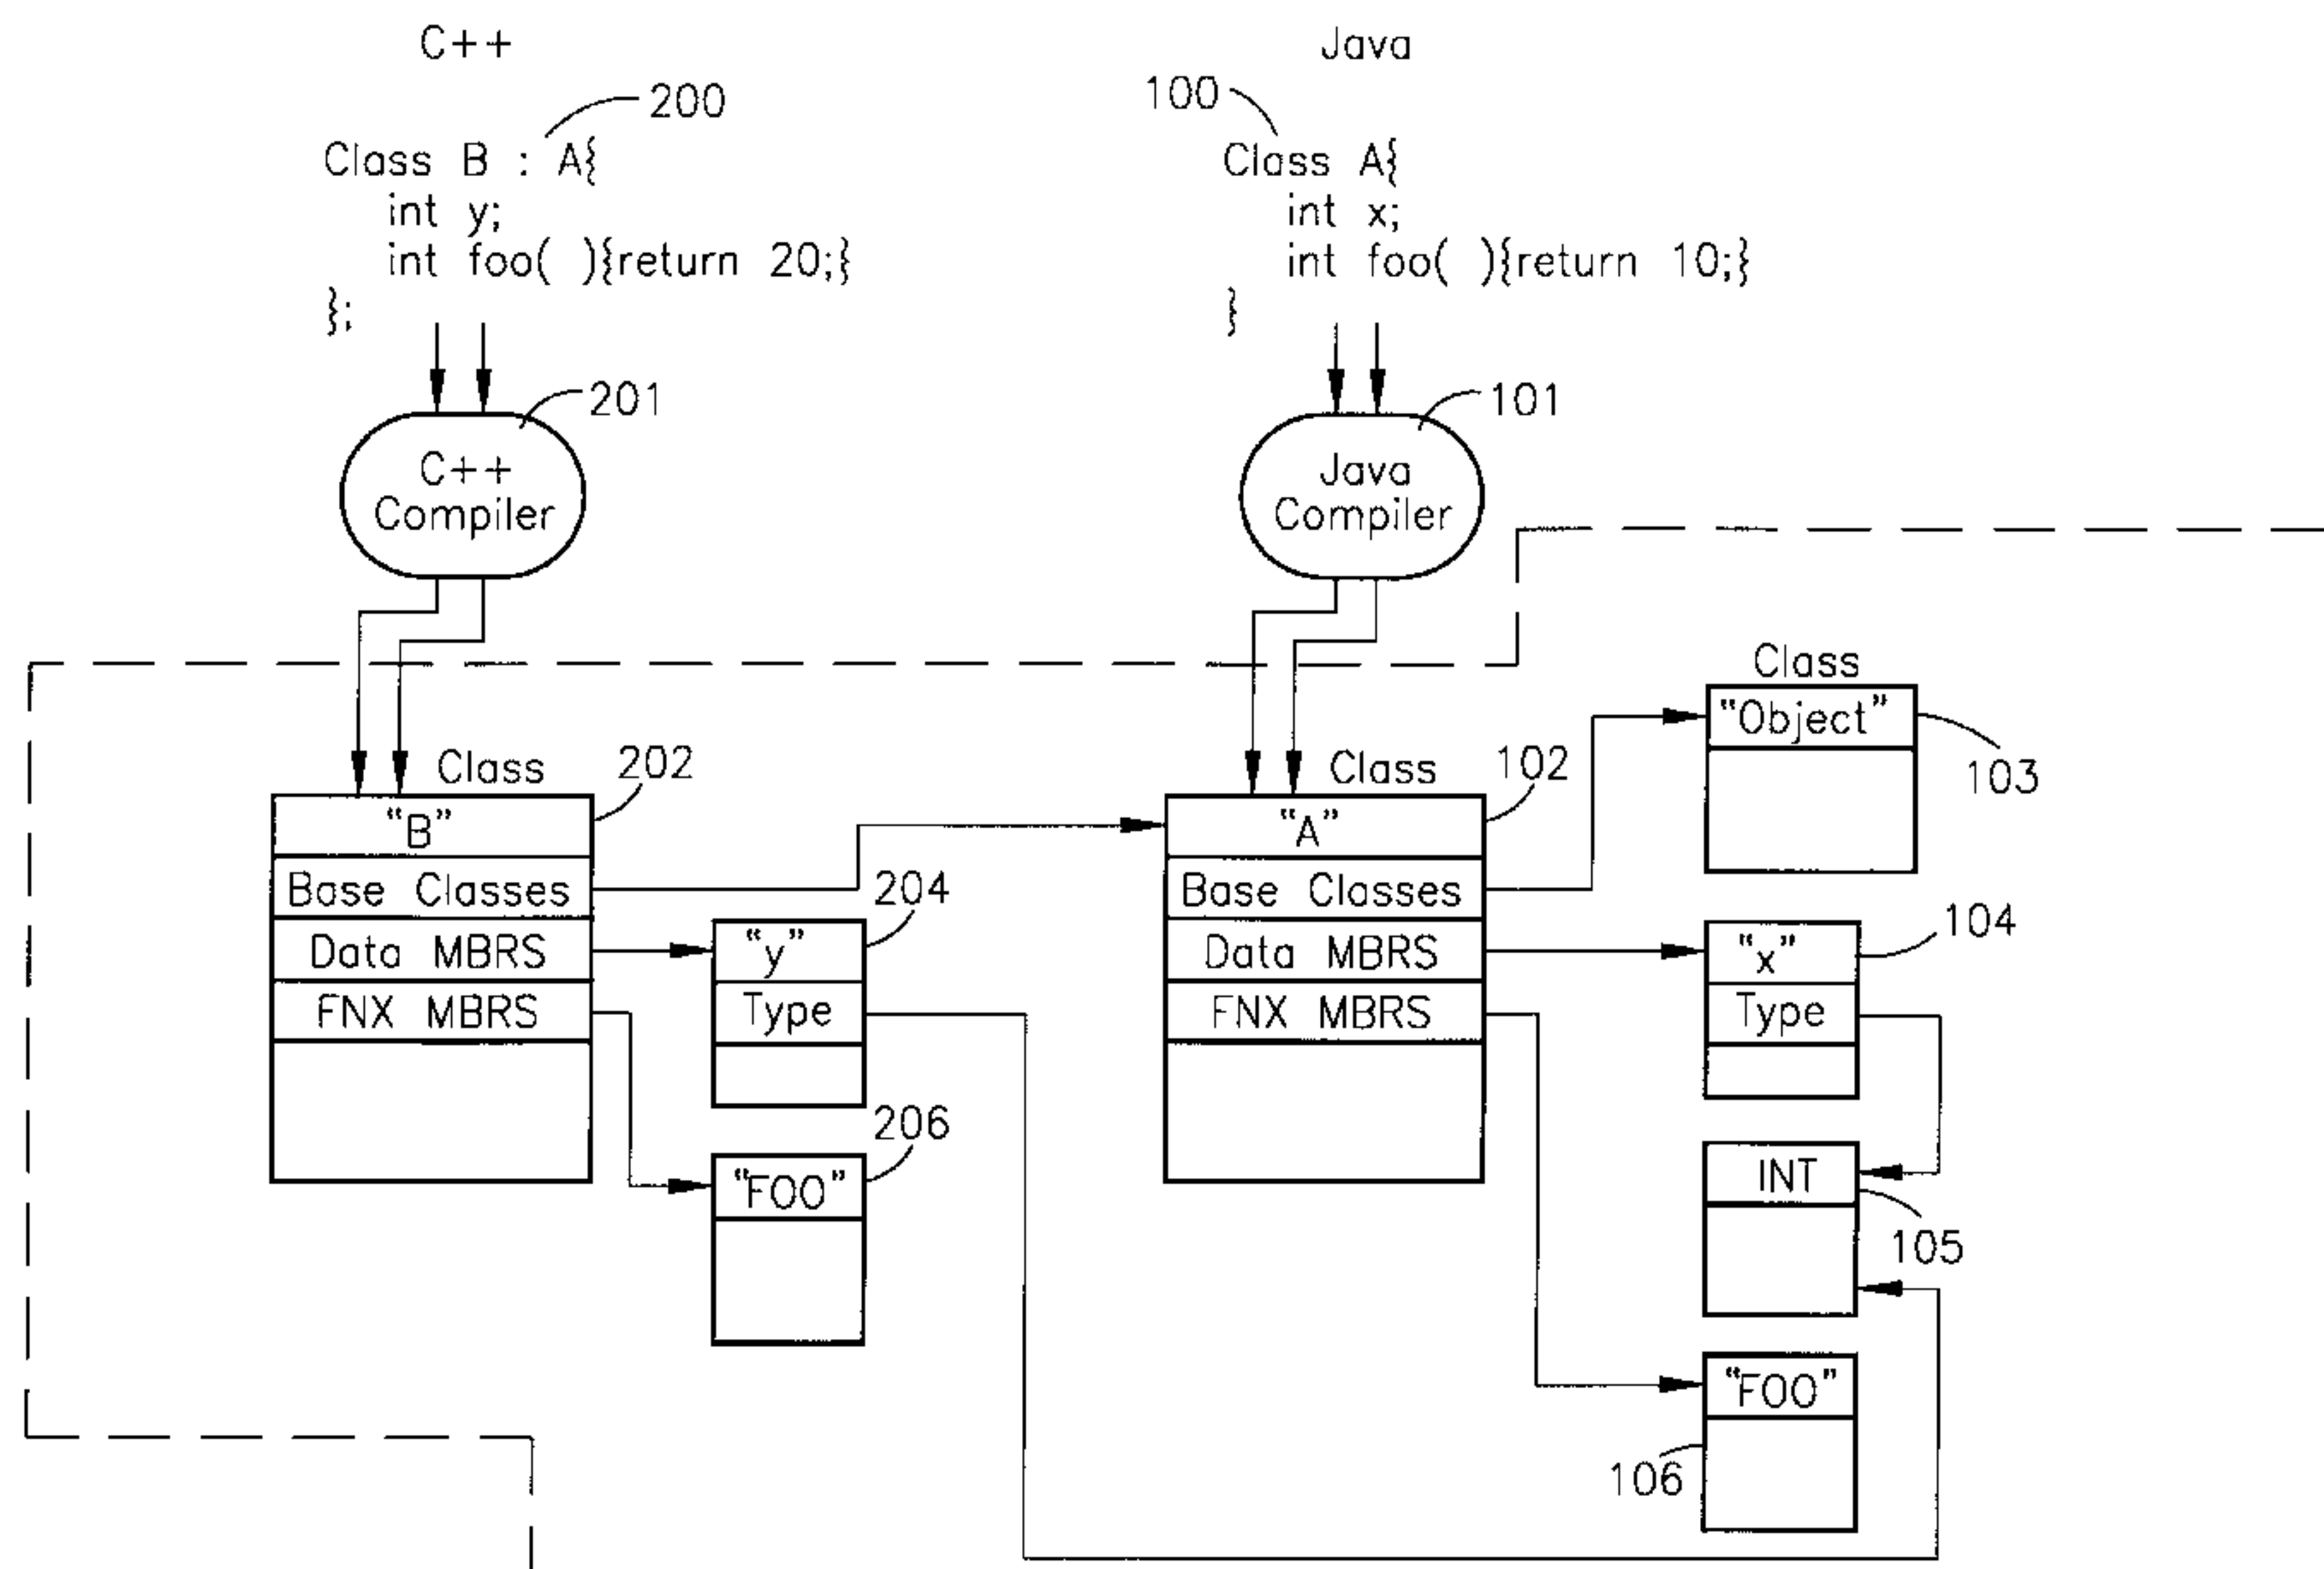 C++
200
Class B : A{
int y;
int foo( ){return 20;}
};
201
C++
Compiler
Java
100
Class A{
int x;
int foo( ){return 10;}
}
101
Java
Compiler
Class
202
"B"
Base Classes
Data MBRS
FNX MBRS
204
"y"
Type
206
"FOO"
Class
102
"A"
Base Classes
Data MBRS
FNX MBRS
Class
"Object"
103
104
"x"
Type
INT
105
"FOO"
106